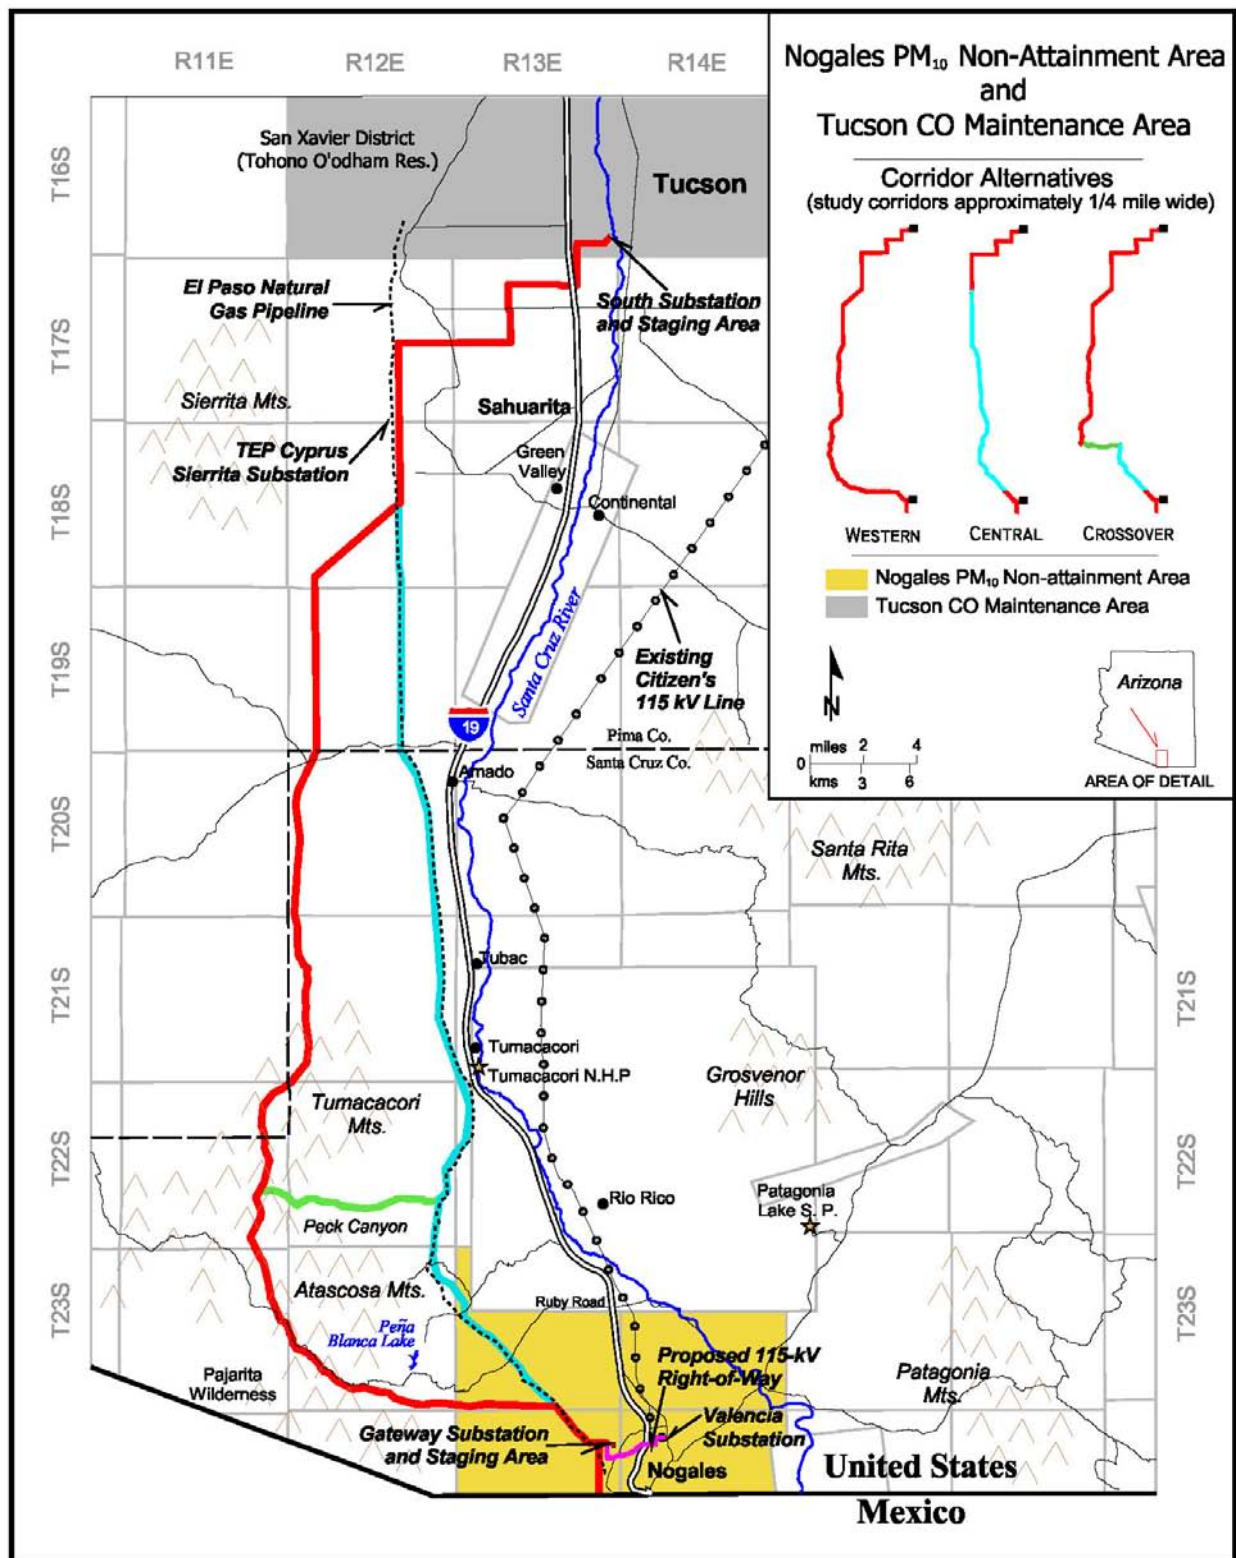 R11E
R12E
R13E
R14E
Nogales PM₁₀ Non-Attainment Area
and
Tucson CO Maintenance Area
Corridor Alternatives
(study corridors approximately 1/4 mile wide)
WESTERN
CENTRAL
CROSSOVER
Nogales PM₁₀ Non-attainment Area
Tucson CO Maintenance Area
N
miles 2 4
0
kms 3 6
Arizona
AREA OF DETAIL
T16S
T17S
T18S
T19S
T20S
T21S
T22S
T23S
San Xavier District
(Tohono O'odham Res.)
Tucson
El Paso Natural
Gas Pipeline
South Substation
and Staging Area
Sierrita Mts.
Sahuarita
TEP Cyprus
Sierrita Substation
Green
Valley
Continental
Santa Cruz River
Existing
Citizen's
115 kV Line
19
Pima Co.
Santa Cruz Co.
Amado
Santa Rita
Mts.
Tubac
Tumacacori
Tumacacori N.H.P
Grosvenor
Hills
Tumacacori
Mts.
Rio Rico
Patagonia
Lake S. P.
Peck Canyon
Atascosa Mts.
Ruby Road
Peña
Blanca Lake
Pajarita
Wilderness
Proposed 115-kV
Right-of-Way
Patagonia
Mts.
Gateway Substation
and Staging Area
Valencia
Substation
Nogales
United States
Mexico
T21S
T22S
T23S